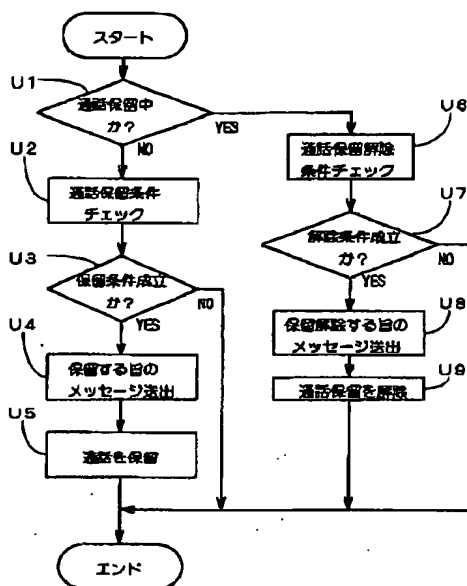 スタート
U1
通話保留中
か？
YES
NO
U2
通話保留条件
チェック
U3
保留条件成立
か？
NO
YES
U4
保留する旨の
メッセージ送出
U5
通話を保留
エンド
U6
通話保留解除
条件チェック
U7
解除条件成立
か？
NO
YES
U8
保留解除する旨の
メッセージ送出
U9
通話保留を解除